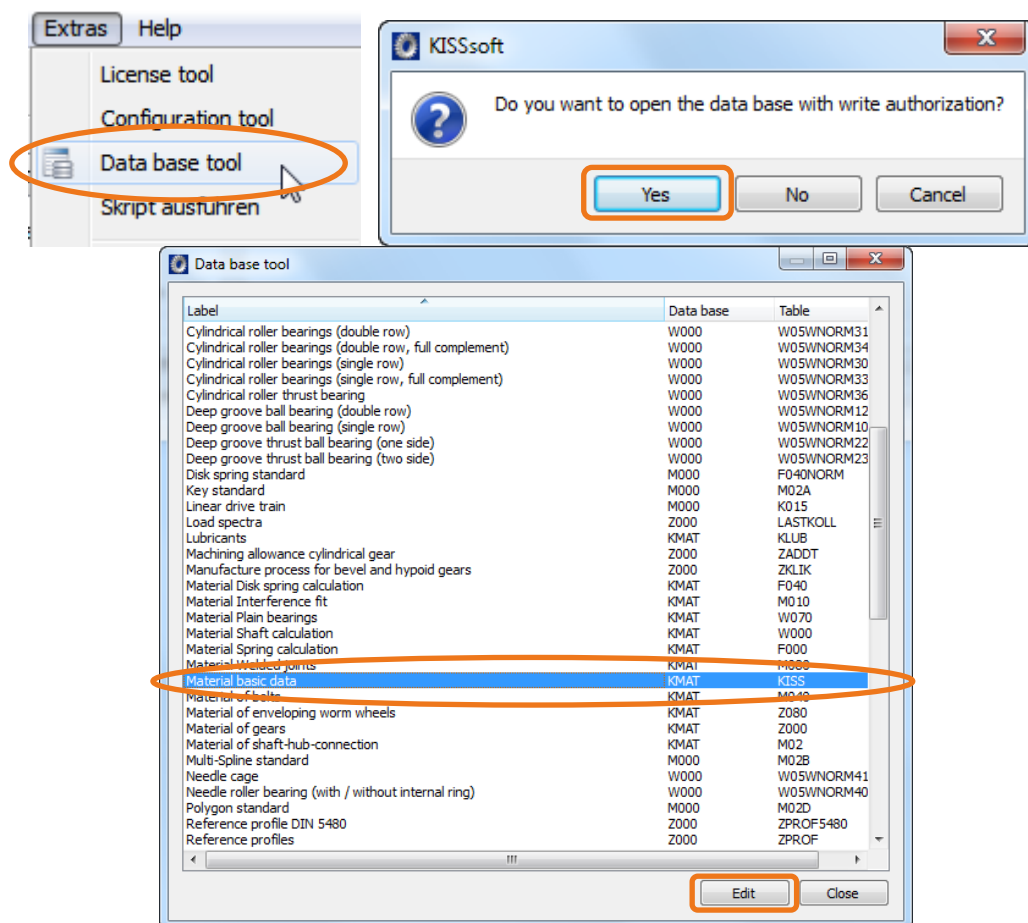 Extras Help
License tool
Configuration tool
Data base tool
Skript ausführen
KISSsoft
Do you want to open the data base with write authorization?
Yes No Cancel
Data base tool
Label Data base Table
Cylindrical roller bearings (double row) W000 W05WNORM31
Cylindrical roller bearings (double row, full complement) W000 W05WNORM34
Cylindrical roller bearings (single row) W000 W05WNORM30
Cylindrical roller bearings (single row, full complement) W000 W05WNORM33
Cylindrical roller thrust bearing W000 W05WNORM36
Deep groove ball bearing (double row) W000 W05WNORM12
Deep groove ball bearing (single row) W000 W05WNORM10
Deep groove thrust ball bearing (one side) W000 W05WNORM22
Deep groove thrust ball bearing (two side) W000 W05WNORM23
Disk spring standard M000 F040NORM
Key standard M000 M02A
Linear drive train M000 K015
Load spectra Z000 LASTKOLL
Lubricants KMAT KLUB
Machining allowance cylindrical gear Z000 ZADDT
Manufacture process for bevel and hypoid gears Z000 ZKLIK
Material Disk spring calculation KMAT F040
Material Interference fit KMAT M010
Material Plain bearings KMAT W070
Material Shaft calculation KMAT W000
Material Spring calculation KMAT F000
Material Welded joints KMAT M080
Material basic data KMAT KISS
Material of bolts KMAT M040
Material of enveloping worm wheels KMAT Z080
Material of gears KMAT Z000
Material of shaft-hub-connection KMAT M02
Multi-Spline standard M000 M02B
Needle cage W000 W05WNORM41
Needle roller bearing (with / without internal ring) W000 W05WNORM40
Polygon standard M000 M02D
Reference profile DIN 5480 Z000 ZPROF5480
Reference profiles Z000 ZPROF
Edit Close